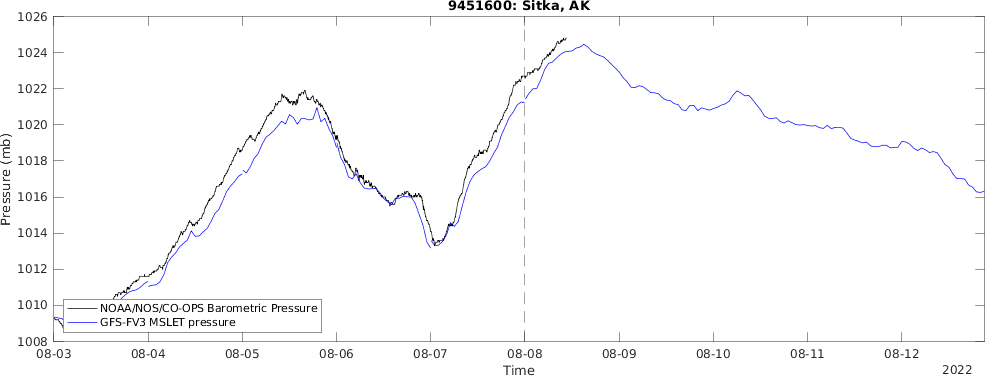 9451600: Sitka, AK
Pressure (mb)
1026
1024
1022
1020
1018
1016
1014
1012
1010
1008
NOAA/NOS/CO-OPS Barometric Pressure
GFS-FV3 MSLET pressure
08-03 08-04 08-05 08-06 08-07 08-08 08-09 08-10 08-11 08-12
Time
2022